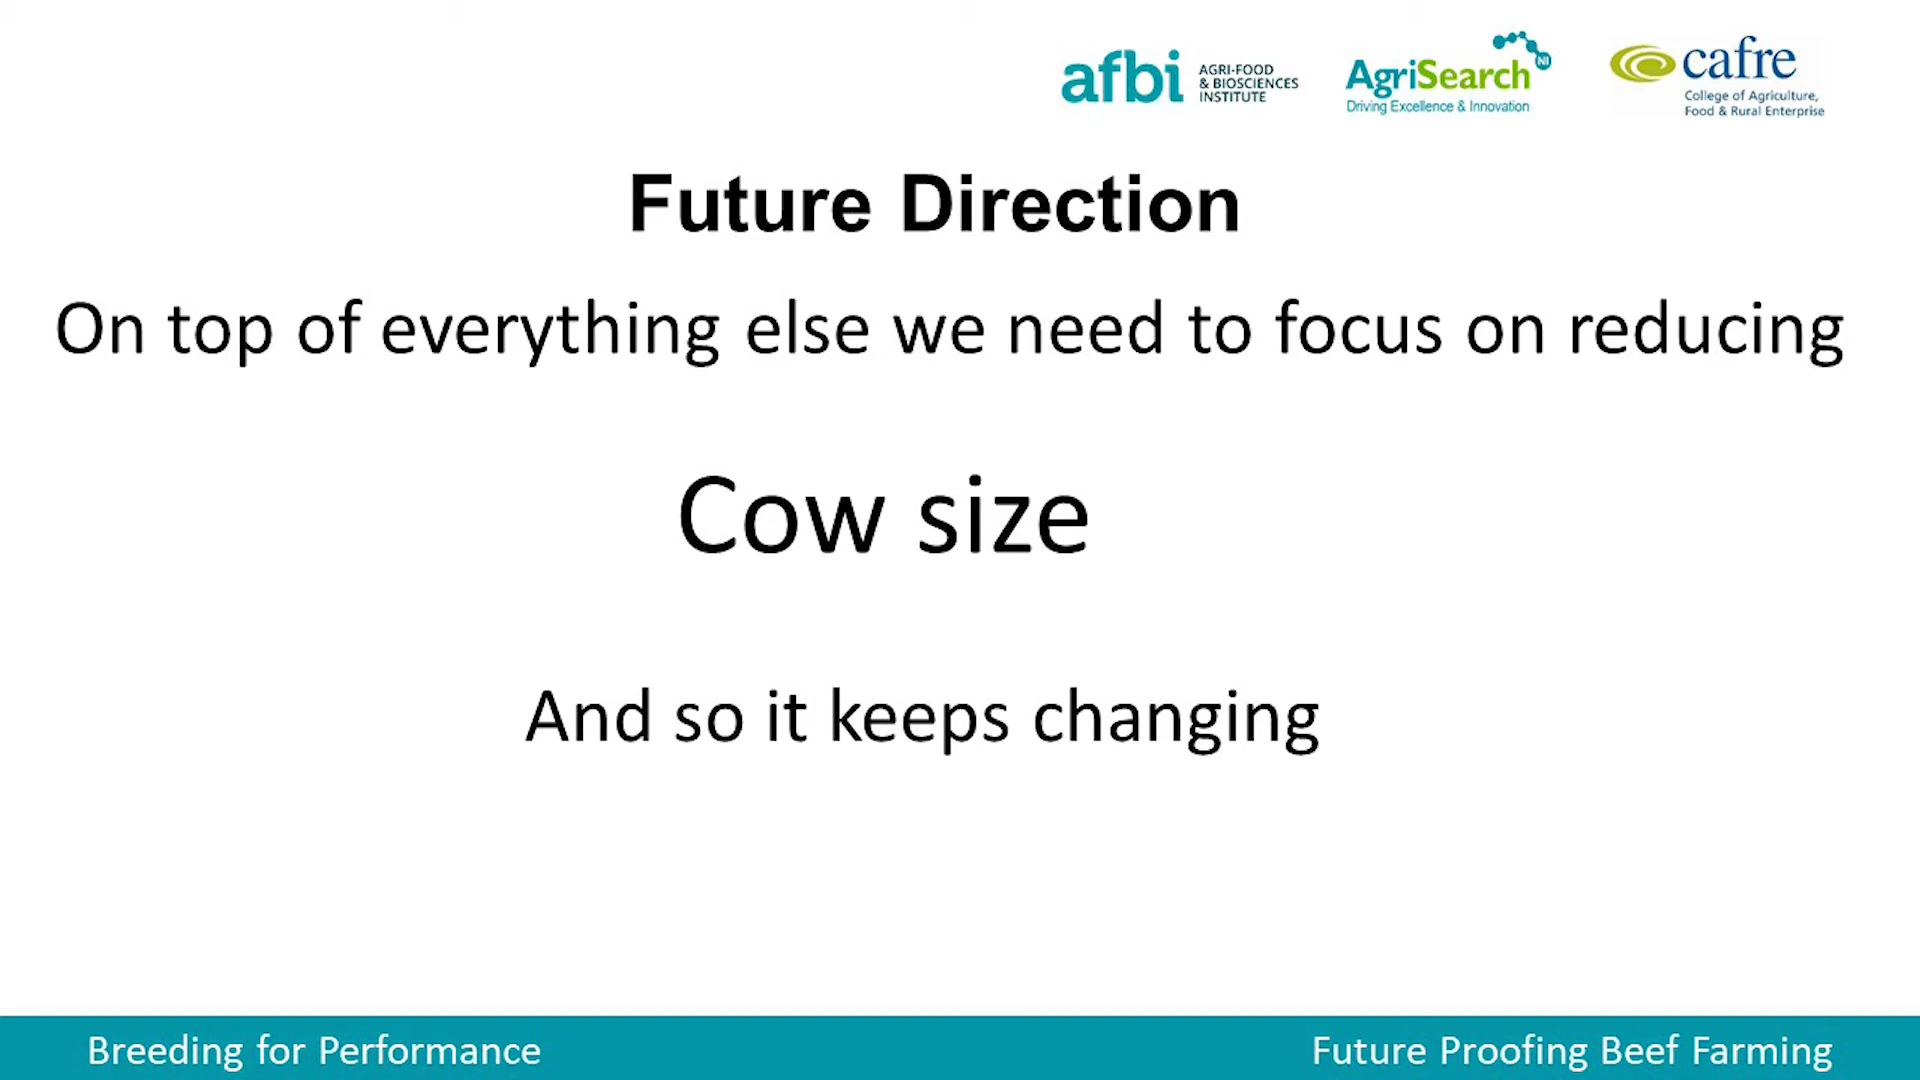 afbi
AGRI-FOOD
& BIOSCIENCES
INSTITUTE
AgriSearch
NI
Driving Excellence & Innovation
cafre
College of Agriculture,
Food & Rural Enterprise
Future Direction
On top of everything else we need to focus on reducing
Cow size
And so it keeps changing
Breeding for Performance
Future Proofing Beef Farming